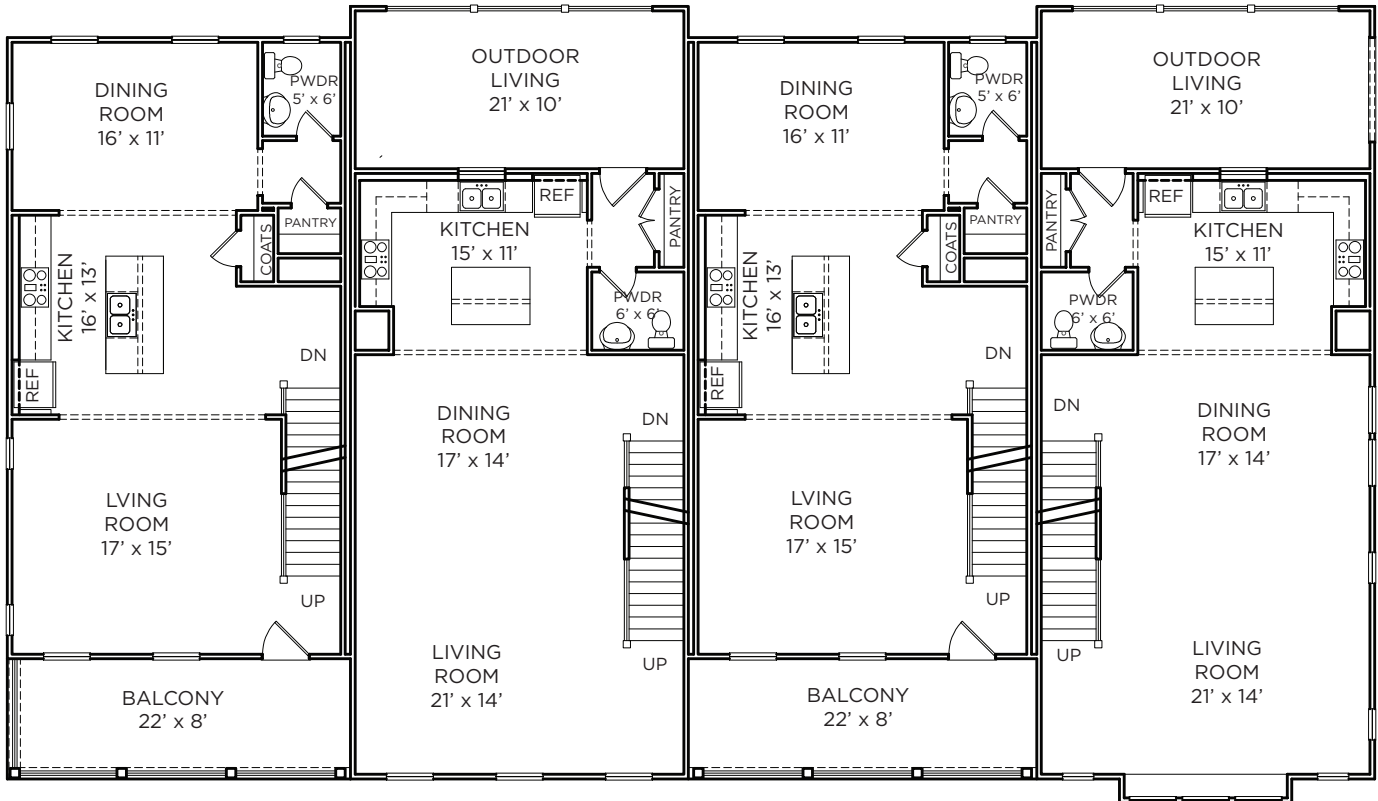 DINING
ROOM
16' x 11'
PWDR
5' x 6'
PANTRY
COATS
KITCHEN
16' x 13'
REF
DN
LVING
ROOM
17' x 15'
UP
BALCONY
22' x 8'
OUTDOOR
LIVING
21' x 10'
REF
PANTRY
KITCHEN
15' x 11'
PWDR
6' x 6'
DINING
ROOM
17' x 14'
DN
LIVING
ROOM
21' x 14'
UP
DINING
ROOM
16' x 11'
PWDR
5' x 6'
PANTRY
COATS
KITCHEN
16' x 13'
REF
DN
LVING
ROOM
17' x 15'
UP
BALCONY
22' x 8'
OUTDOOR
LIVING
21' x 10'
PANTRY
REF
KITCHEN
15' x 11'
PWDR
6' x 6'
DN
DINING
ROOM
17' x 14'
UP
LIVING
ROOM
21' x 14'